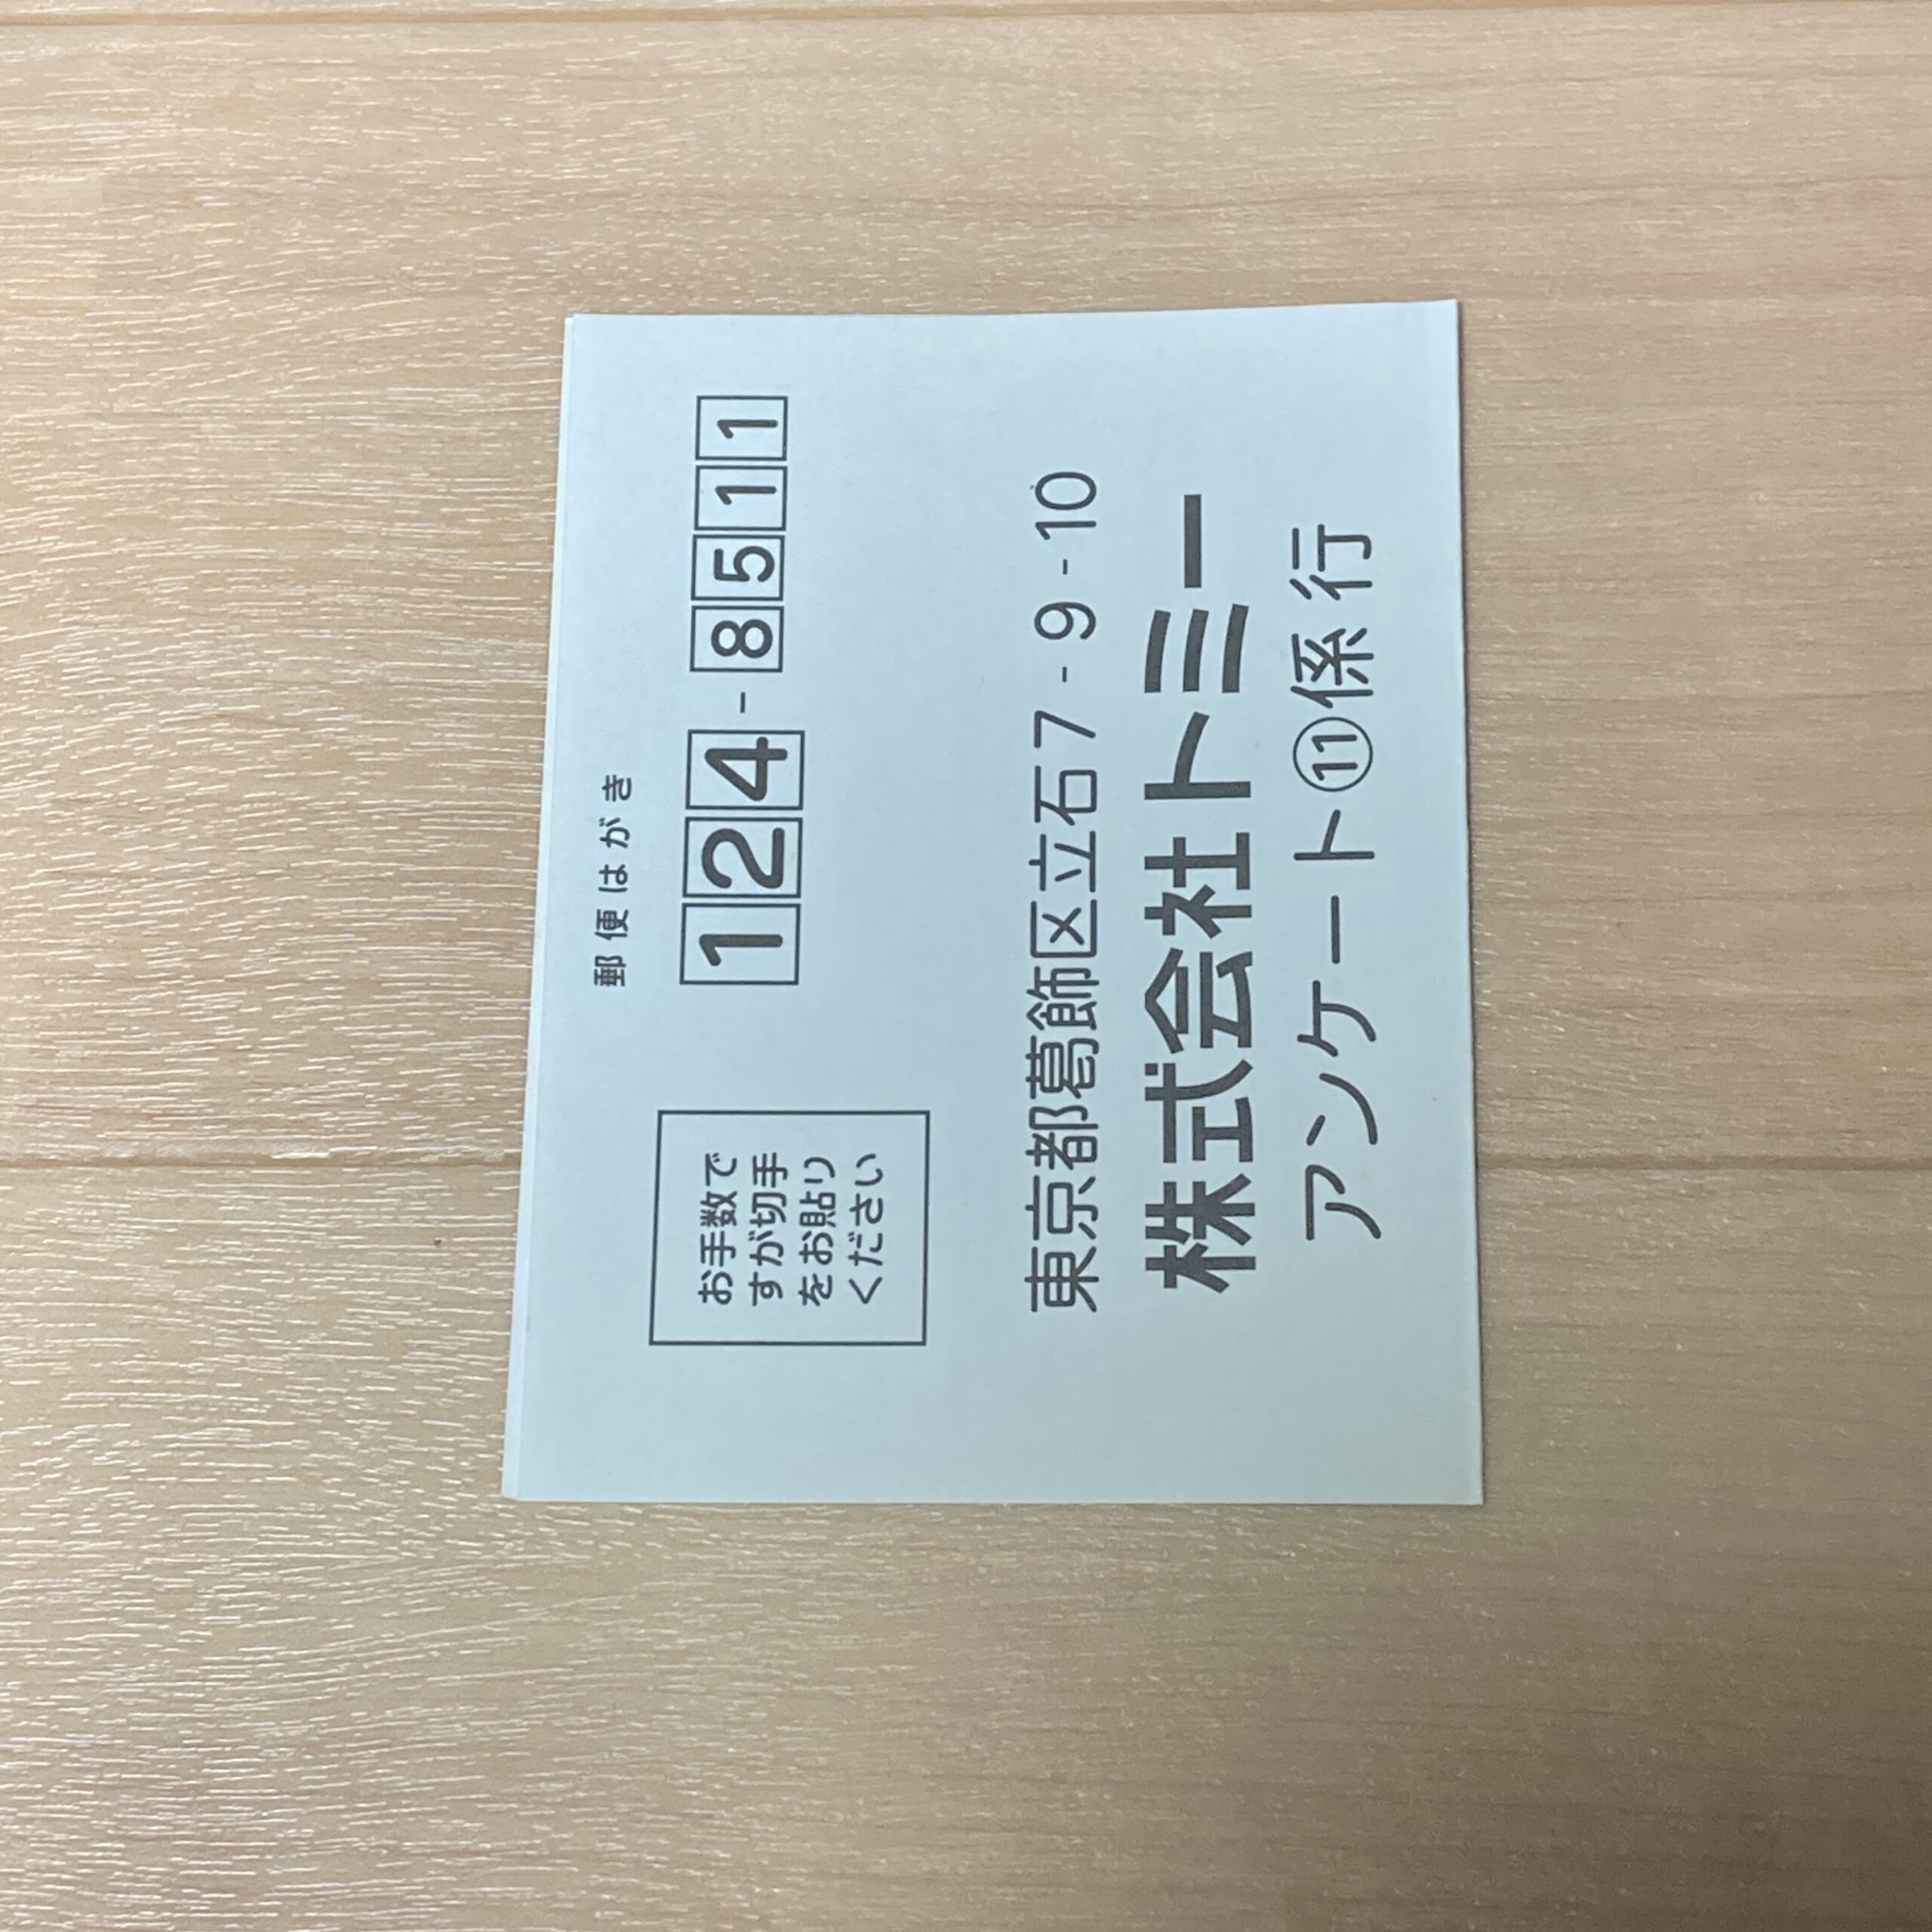 郵便はがき
124-8511
お手数で
すが切手
をお貼り
ください
東京都葛飾区立石7-9-10
株式会社トミー
アンケート⑪係行